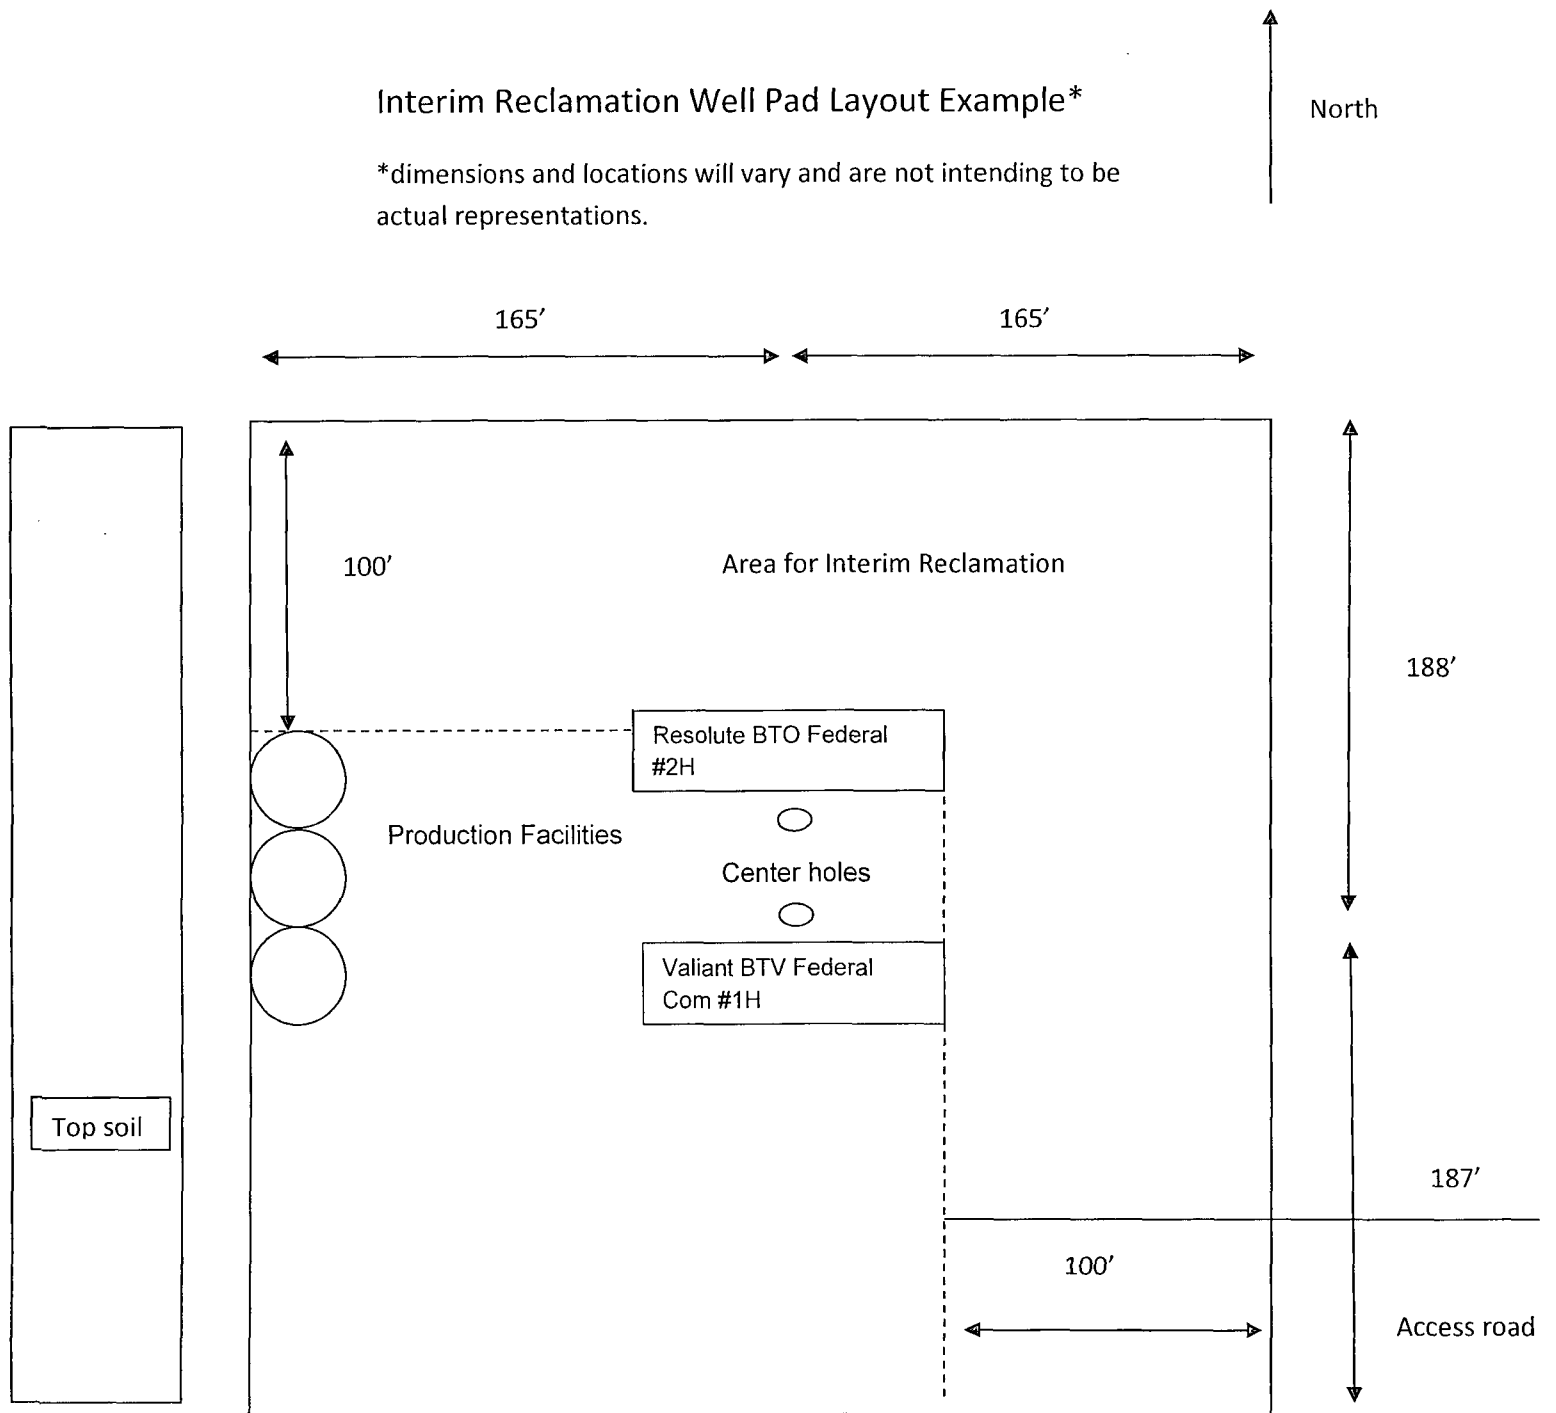 Interim Reclamation Well Pad Layout Example*
North
*dimensions and locations will vary and are not intending to be
actual representations.
165′
165′
100′
Area for Interim Reclamation
188′
Resolute BTO Federal
#2H
Production Facilities
Center holes
Valiant BTV Federal
Com #1H
Top soil
187′
100′
Access road